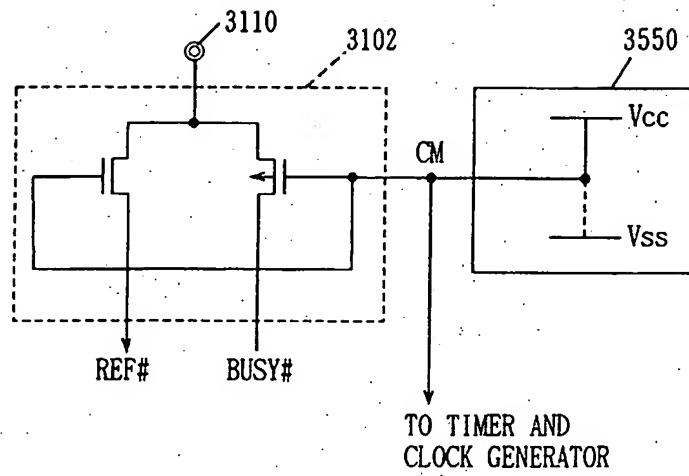 3110
3102
3550
Vcc
CM
Vss
REF#
BUSY#
TO TIMER AND
CLOCK GENERATOR